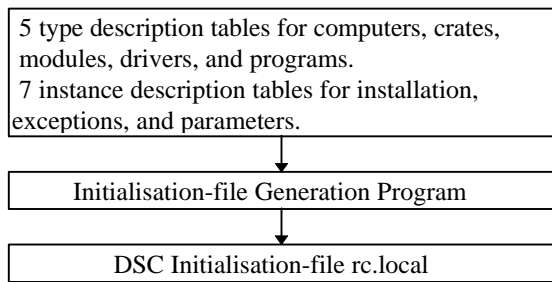 5 type description tables for computers, crates,
modules, drivers, and programs.
7 instance description tables for installation,
exceptions, and parameters.
Initialisation-file Generation Program
DSC Initialisation-file rc.local